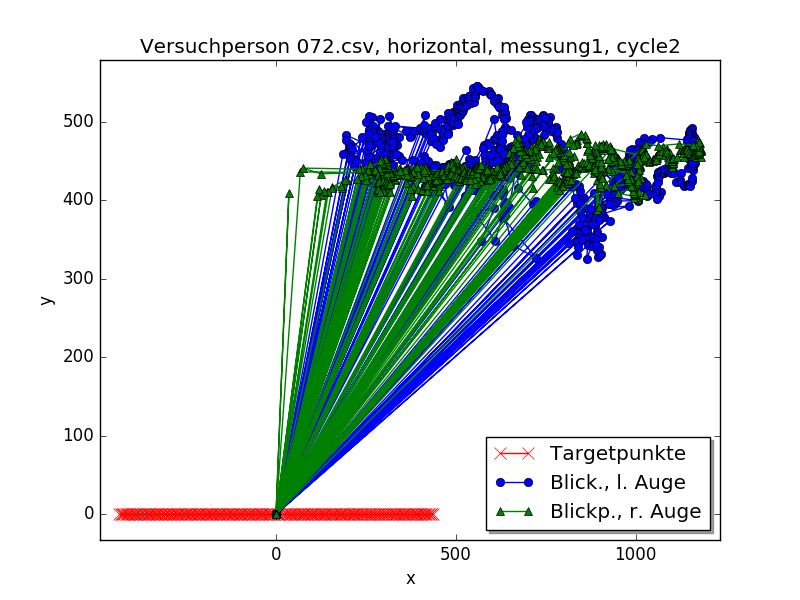 Versuchperson 072.csv, horizontal, messung1, cycle2
y
500
400
300
200
100
0
0 500 1000
x
Targetpunkte
Blick., l. Auge
Blickp., r. Auge